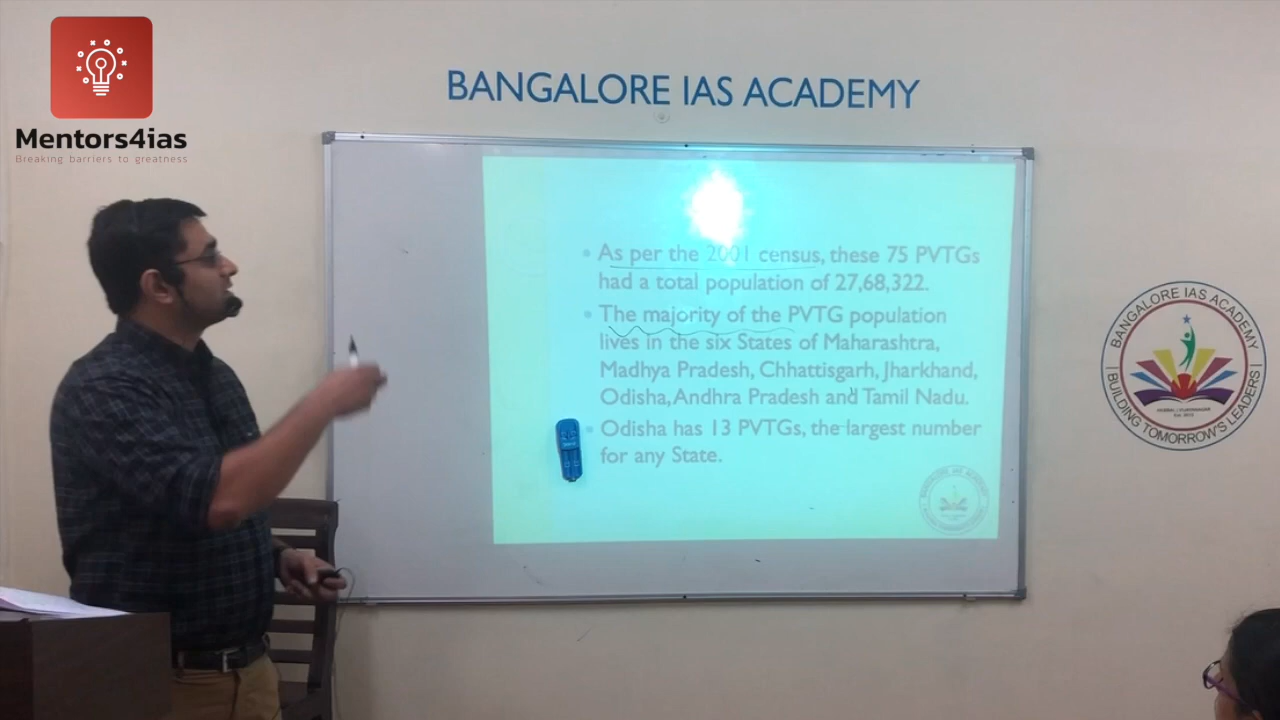 Mentors4ias
Breaking barriers to greatness
BANGALORE IAS ACADEMY
• As per the 2001 census, these 75 PVTGs
had a total population of 27,68,322.
• The majority of the PVTG population
lives in the six States of Maharashtra,
Madhya Pradesh, Chhattisgarh, Jharkhand,
Odisha, Andhra Pradesh and Tamil Nadu.
• Odisha has 13 PVTGs, the largest number
for any State.
BANGALORE IAS ACADEMY
| BUILDING TOMORROW'S LEADERS |